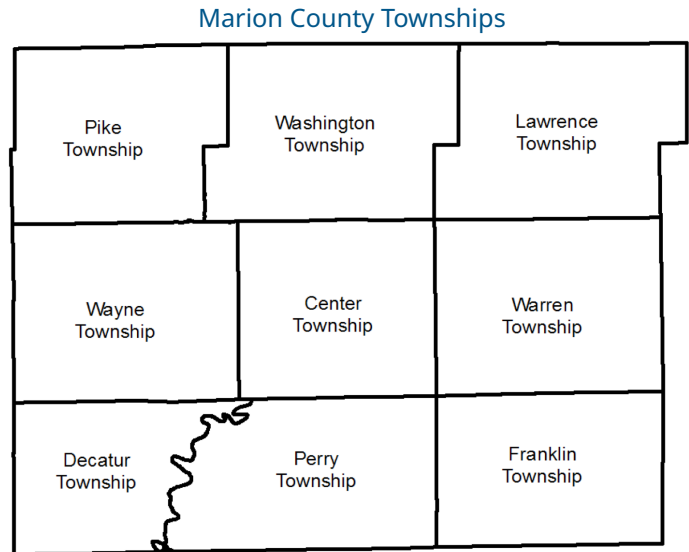 Marion County Townships
Pike
Township
Washington
Township
Lawrence
Township
Wayne
Township
Center
Township
Warren
Township
Decatur
Township
Perry
Township
Franklin
Township